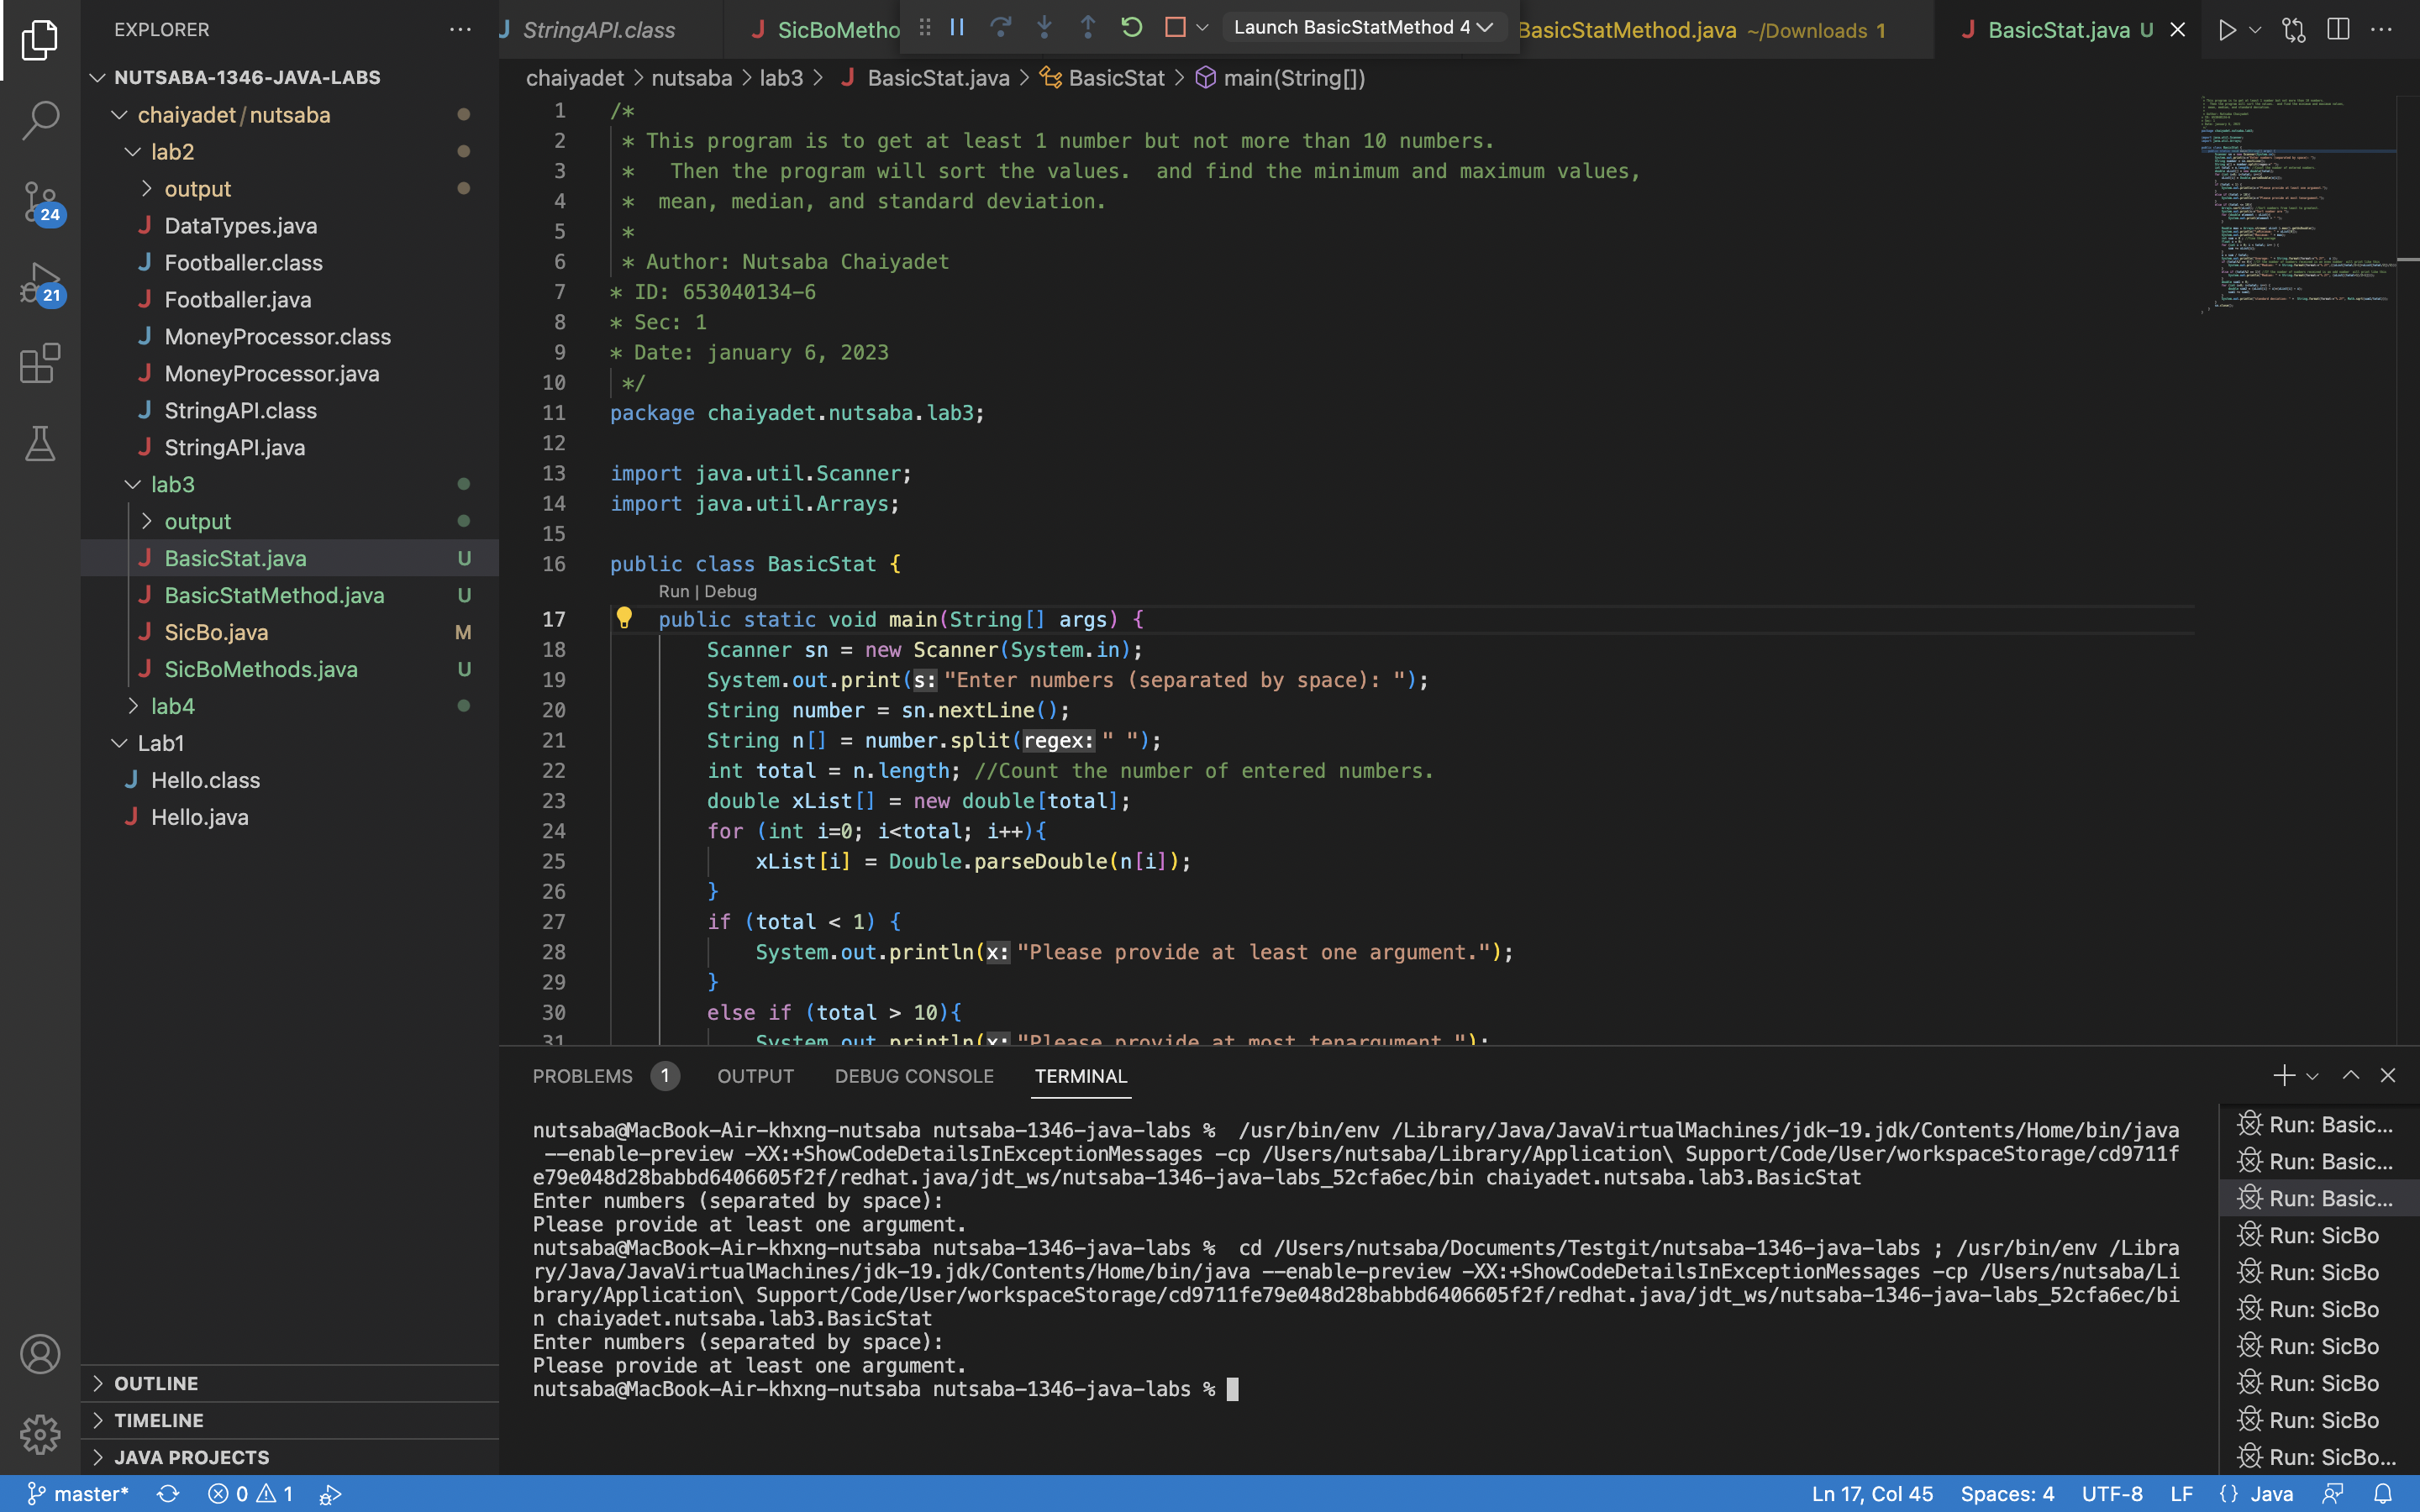 EXPLORER
NUTSABA-1346-JAVA-LABS
chaiyadet/nutsaba
lab2
output
DataTypes.java
Footballer.class
Footballer.java
MoneyProcessor.class
MoneyProcessor.java
StringAPI.class
StringAPI.java
lab3
output
BasicStat.java U
BasicStatMethod.java U
SicBo.java M
SicBoMethods.java U
lab4
Lab1
Hello.class
Hello.java
OUTLINE
TIMELINE
JAVA PROJECTS
24
21
StringAPI.class
SicBoMetho
Launch BasicStatMethod 4
BasicStatMethod.java ~/Downloads 1
BasicStat.java U
chaiyadet > nutsaba > lab3 > BasicStat.java > BasicStat > main(String[])
1 /*
2 * This program is to get at least 1 number but not more than 10 numbers.
3 *   Then the program will sort the values.  and find the minimum and maximum values,
4 *  mean, median, and standard deviation.
5 *
6 * Author: Nutsaba Chaiyadet
7 * ID: 653040134-6
8 * Sec: 1
9 * Date: january 6, 2023
10 */
11 package chaiyadet.nutsaba.lab3;
12
13 import java.util.Scanner;
14 import java.util.Arrays;
15
16 public class BasicStat {
Run | Debug
17 public static void main(String[] args) {
18 Scanner sn = new Scanner(System.in);
19 System.out.print(s: "Enter numbers (separated by space): ");
20 String number = sn.nextLine();
21 String n[] = number.split(regex: " ");
22 int total = n.length; //Count the number of entered numbers.
23 double xList[] = new double[total];
24 for (int i=0; i<total; i++){
25 xList[i] = Double.parseDouble(n[i]);
26 }
27 if (total < 1) {
28 System.out.println(x: "Please provide at least one argument.");
29 }
30 else if (total > 10){
31 System.out.println(x: "Please provide at most tenargument.");
PROBLEMS 1 OUTPUT DEBUG CONSOLE TERMINAL
nutsaba@MacBook-Air-khxng-nutsaba nutsaba-1346-java-labs %  /usr/bin/env /Library/Java/JavaVirtualMachines/jdk-19.jdk/Contents/Home/bin/java
--enable-preview -XX:+ShowCodeDetailsInExceptionMessages -cp /Users/nutsaba/Library/Application\ Support/Code/User/workspaceStorage/cd9711f
e79e048d28babbd6406605f2f/redhat.java/jdt_ws/nutsaba-1346-java-labs_52cfa6ec/bin chaiyadet.nutsaba.lab3.BasicStat
Enter numbers (separated by space):
Please provide at least one argument.
nutsaba@MacBook-Air-khxng-nutsaba nutsaba-1346-java-labs %  cd /Users/nutsaba/Documents/Testgit/nutsaba-1346-java-labs ; /usr/bin/env /Libra
ry/Java/JavaVirtualMachines/jdk-19.jdk/Contents/Home/bin/java --enable-preview -XX:+ShowCodeDetailsInExceptionMessages -cp /Users/nutsaba/Li
brary/Application\ Support/Code/User/workspaceStorage/cd9711fe79e048d28babbd6406605f2f/redhat.java/jdt_ws/nutsaba-1346-java-labs_52cfa6ec/bi
n chaiyadet.nutsaba.lab3.BasicStat
Enter numbers (separated by space):
Please provide at least one argument.
nutsaba@MacBook-Air-khxng-nutsaba nutsaba-1346-java-labs %
Run: Basic...
Run: Basic...
Run: Basic...
Run: SicBo
Run: SicBo
Run: SicBo
Run: SicBo
Run: SicBo
Run: SicBo
Run: SicBo...
master* 0 1
Ln 17, Col 45 Spaces: 4 UTF-8 LF {} Java